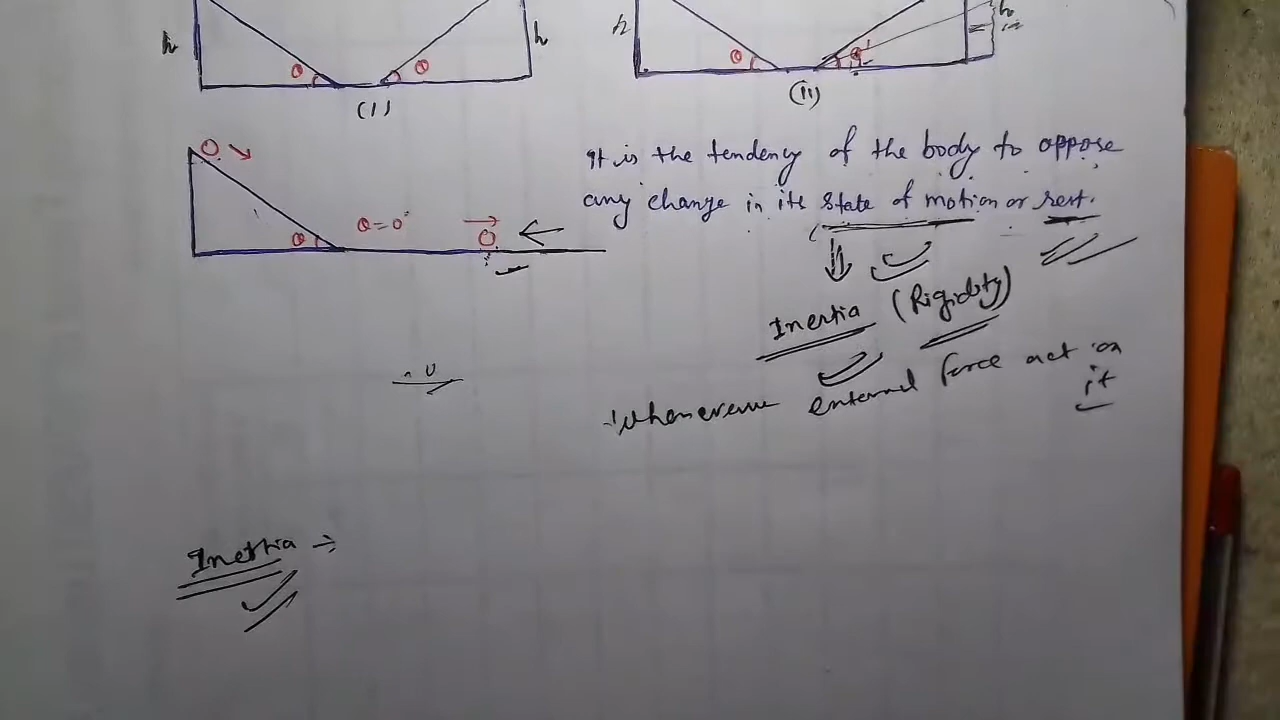 h
h
h
θ
θ
θ
(I)
(II)
θ
θ=0°
It is the tendency of the body to oppose
any change in its state of motion or rest.
Inertia (Rigidity)
external force act on
it
Inertia ⇒